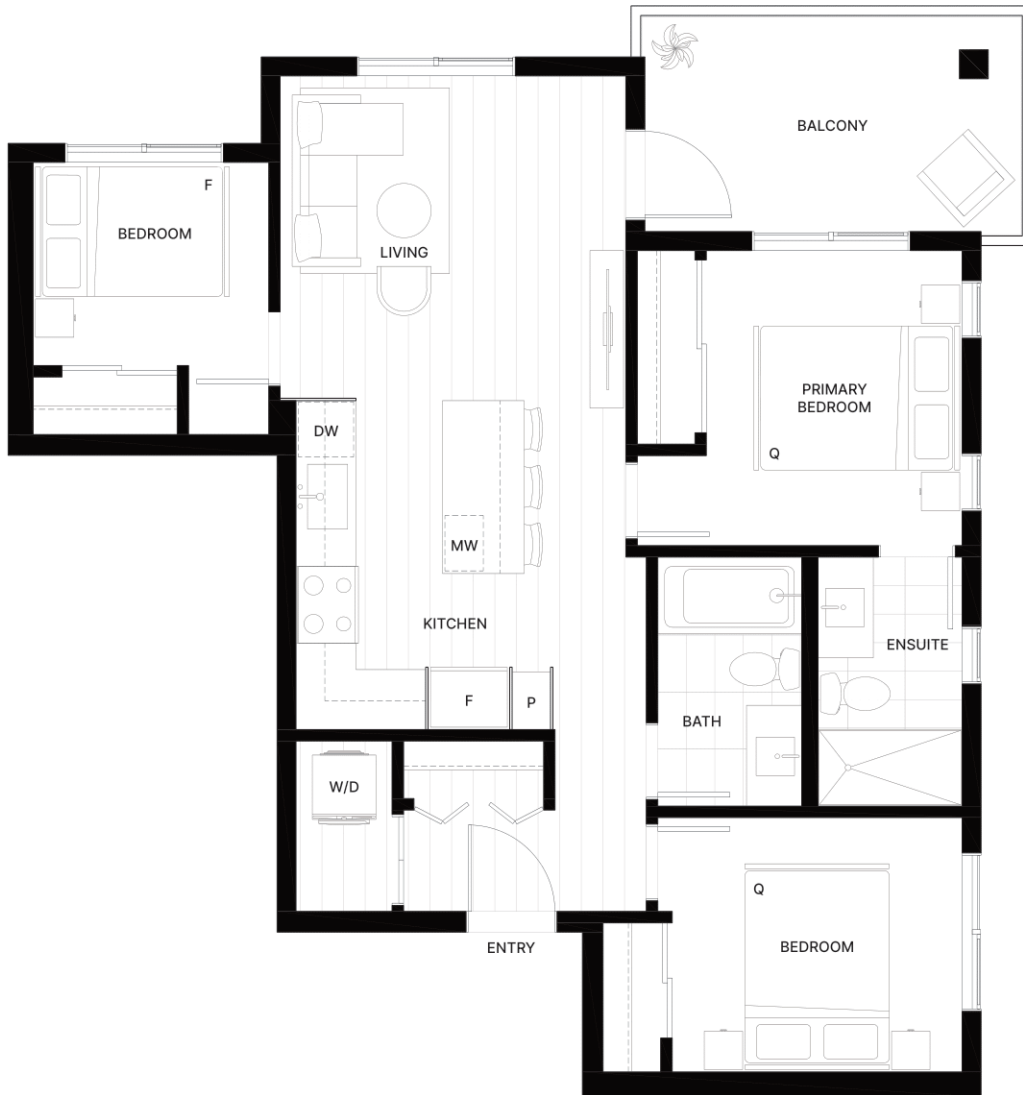 BALCONY
F
BEDROOM
LIVING
PRIMARY
BEDROOM
Q
DW
MW
KITCHEN
ENSUITE
F
P
BATH
W/D
Q
ENTRY
BEDROOM